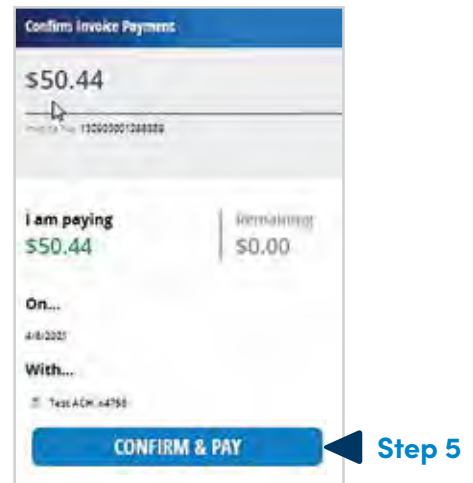 Confirm Invoice Payment
$50.44
I am paying
Remaining
$50.44
$0.00
On...
4/8/2021
With...
Test ACH x4758
CONFIRM & PAY
Step 5